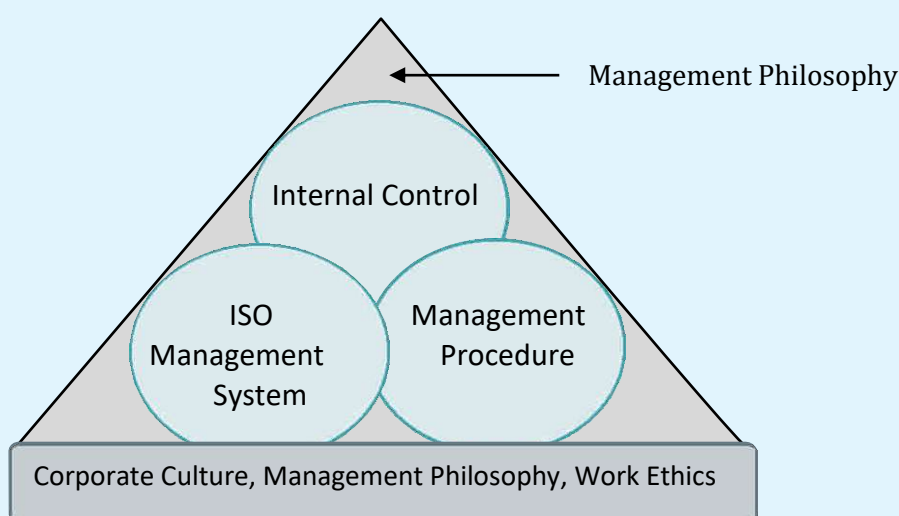 Management Philosophy
Internal Control
ISO
Management
System
Management
Procedure
Corporate Culture, Management Philosophy, Work Ethics